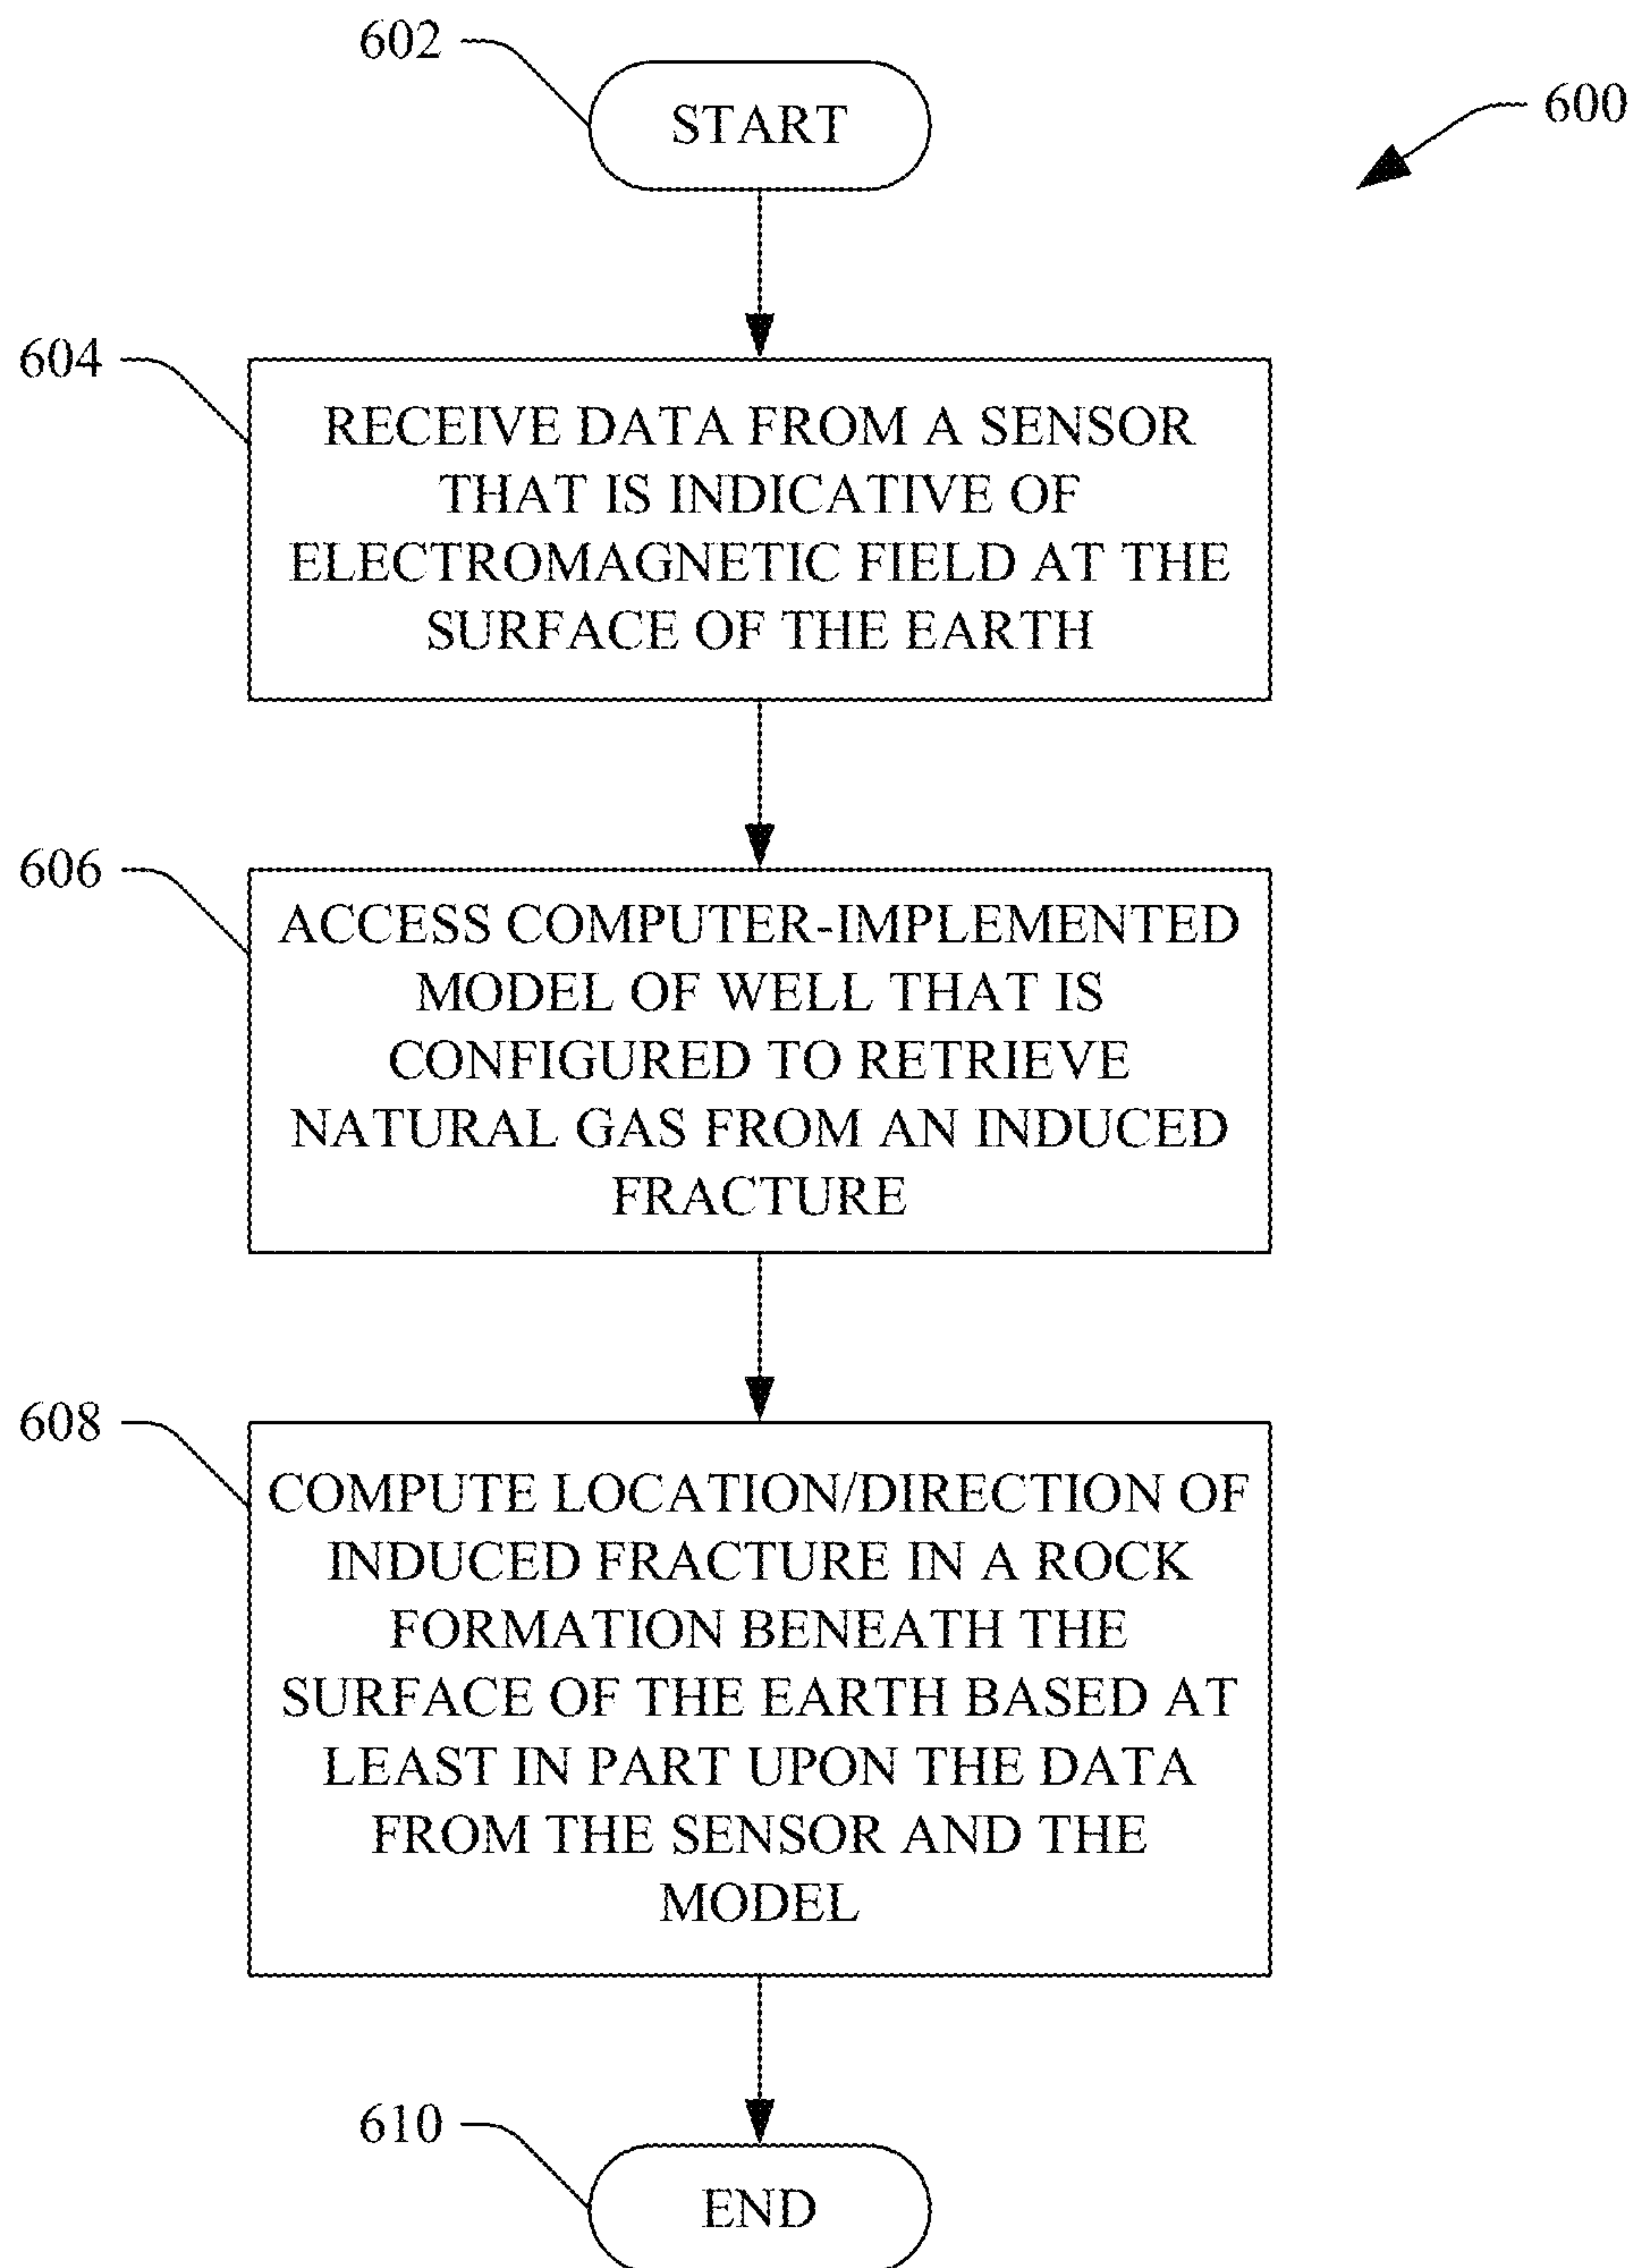 602
START
600
604
RECEIVE DATA FROM A SENSOR
THAT IS INDICATIVE OF
ELECTROMAGNETIC FIELD AT THE
SURFACE OF THE EARTH
606
ACCESS COMPUTER-IMPLEMENTED
MODEL OF WELL THAT IS
CONFIGURED TO RETRIEVE
NATURAL GAS FROM AN INDUCED
FRACTURE
608
COMPUTE LOCATION/DIRECTION OF
INDUCED FRACTURE IN A ROCK
FORMATION BENEATH THE
SURFACE OF THE EARTH BASED AT
LEAST IN PART UPON THE DATA
FROM THE SENSOR AND THE
MODEL
610
END